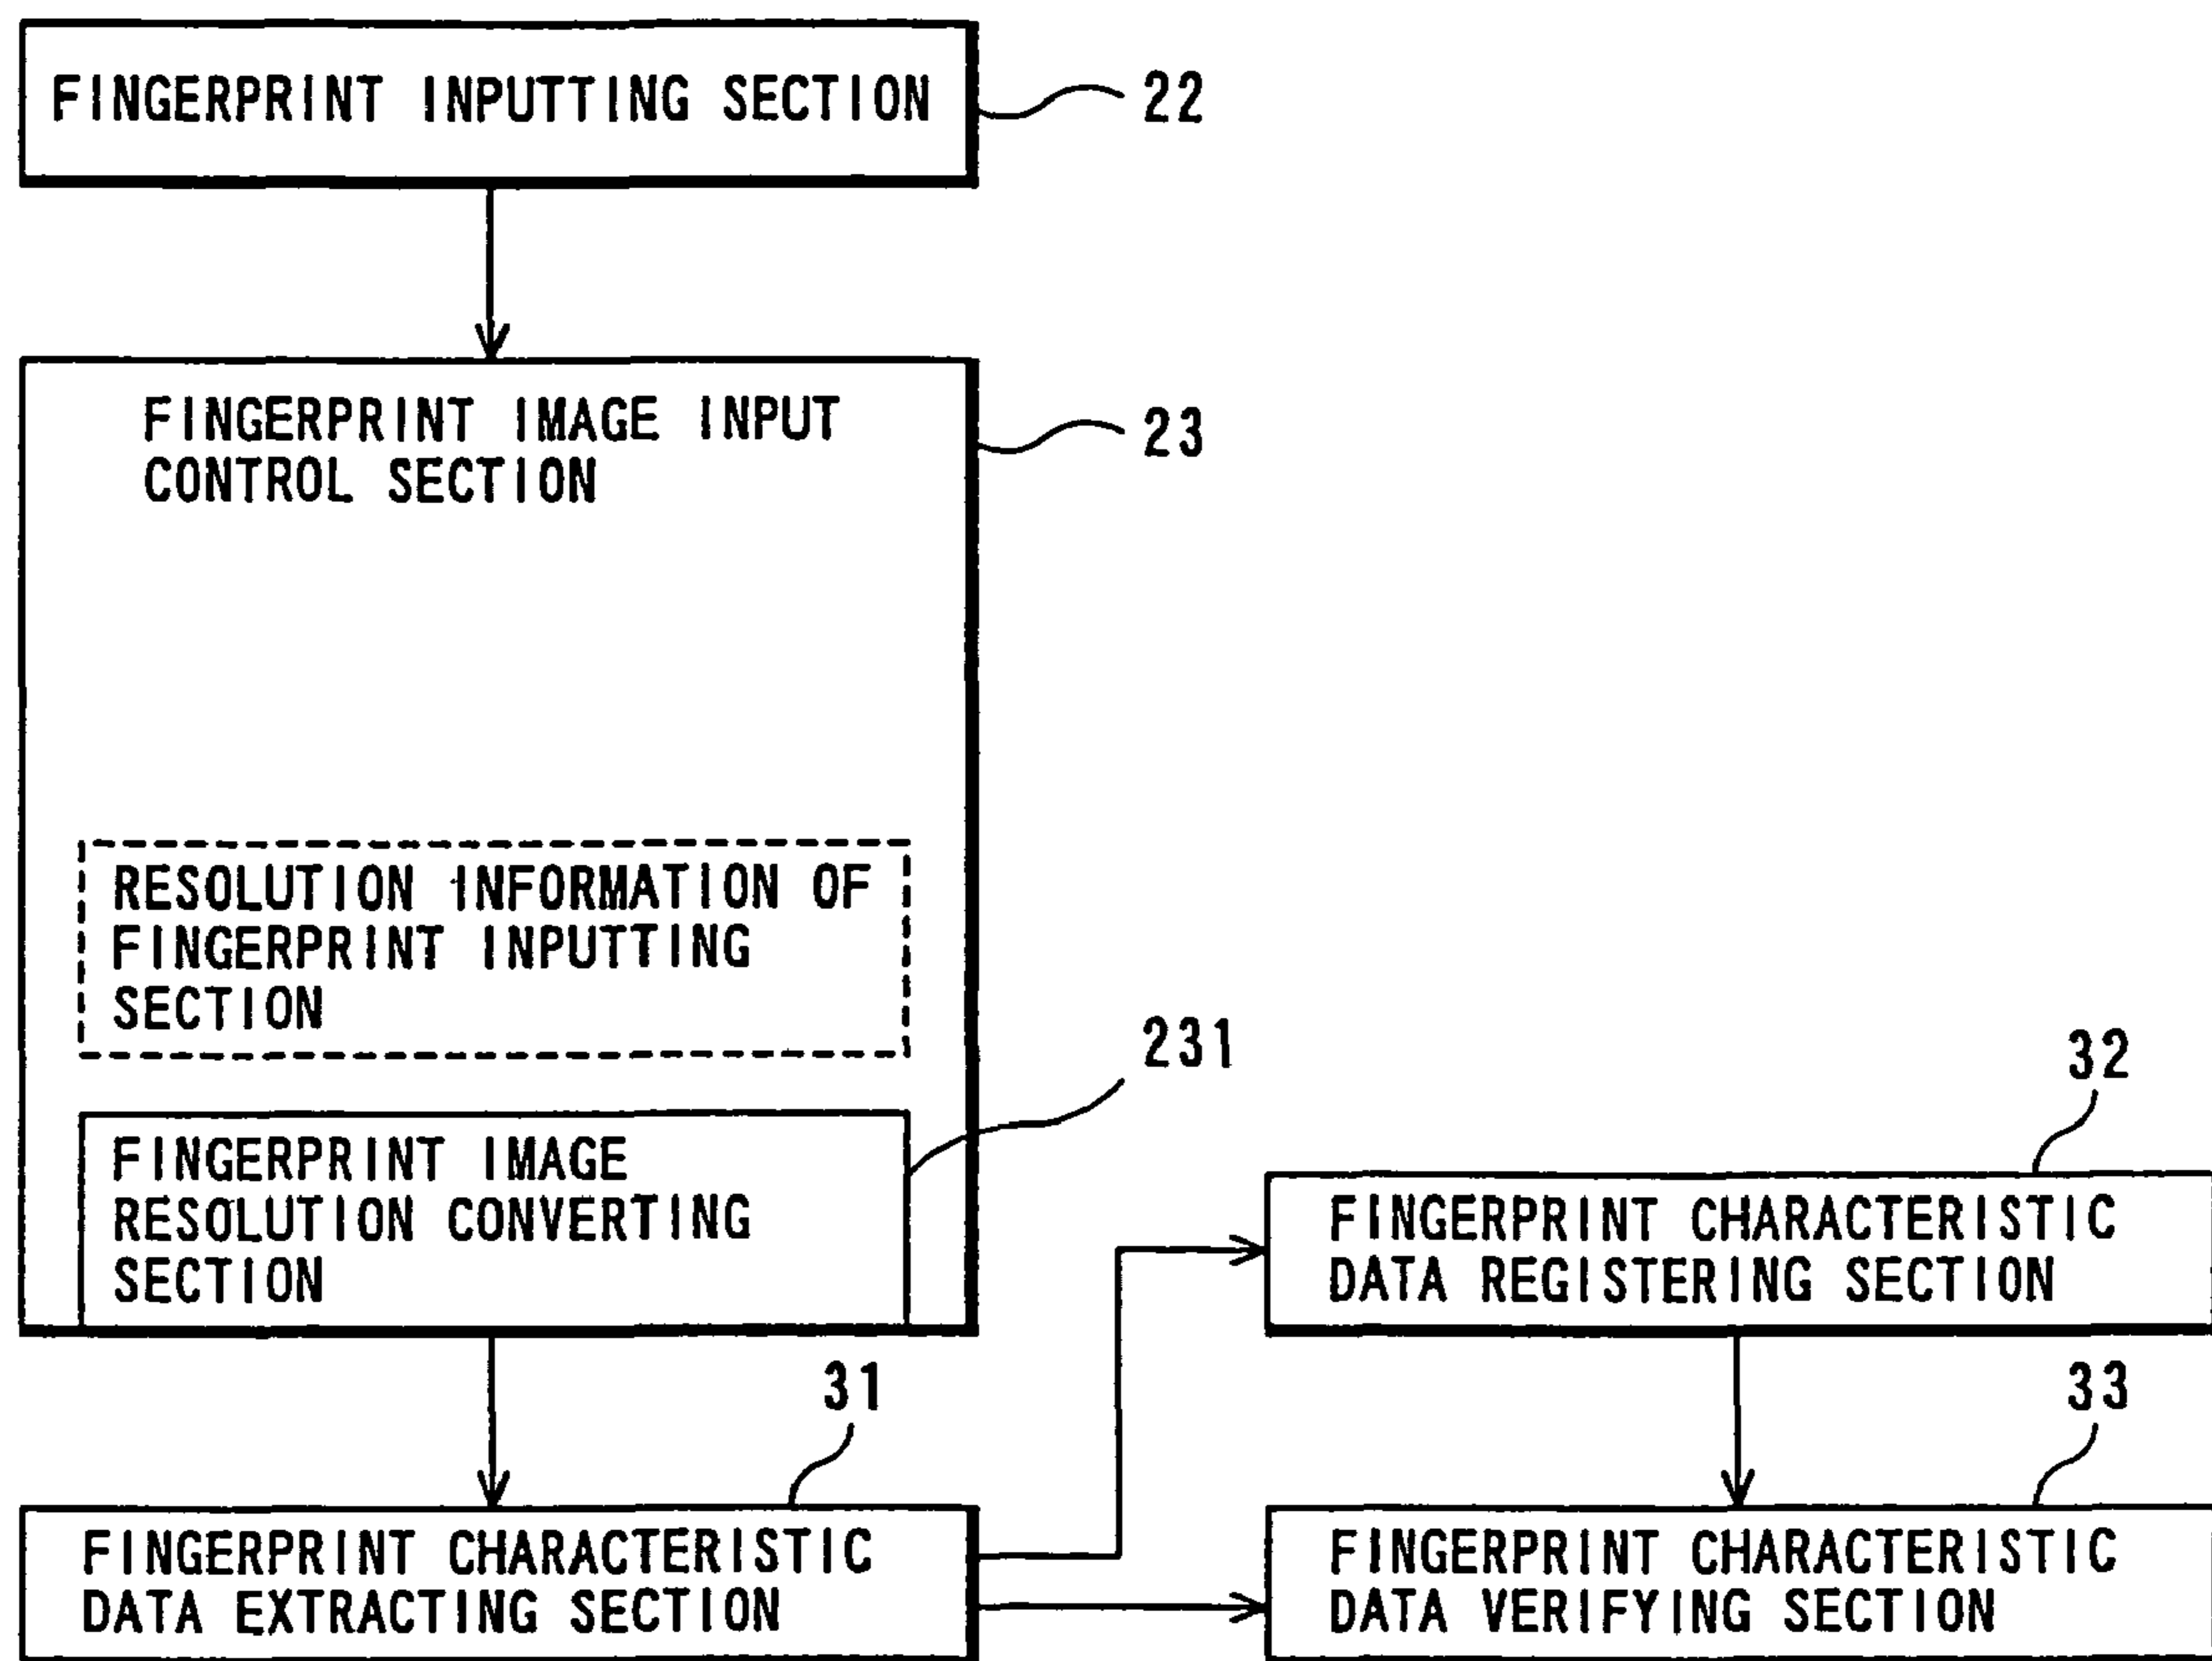 FINGERPRINT INPUTTING SECTION
22
FINGERPRINT IMAGE INPUT
CONTROL SECTION
23
RESOLUTION INFORMATION OF
FINGERPRINT INPUTTING
SECTION
231
FINGERPRINT IMAGE
RESOLUTION CONVERTING
SECTION
32
FINGERPRINT CHARACTERISTIC
DATA REGISTERING SECTION
31
FINGERPRINT CHARACTERISTIC
DATA EXTRACTING SECTION
33
FINGERPRINT CHARACTERISTIC
DATA VERIFYING SECTION